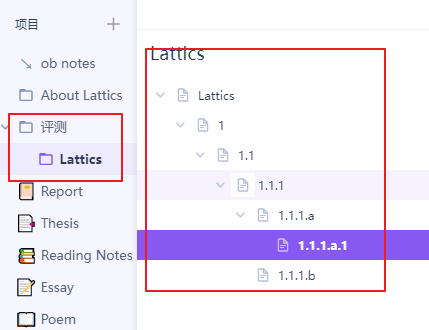 项目
ob notes
About Lattics
评测
Lattics
Report
Thesis
Reading Notes
Essay
Poem
Lattics
Lattics
1
1.1
1.1.1
1.1.1.a
1.1.1.a.1
1.1.1.b